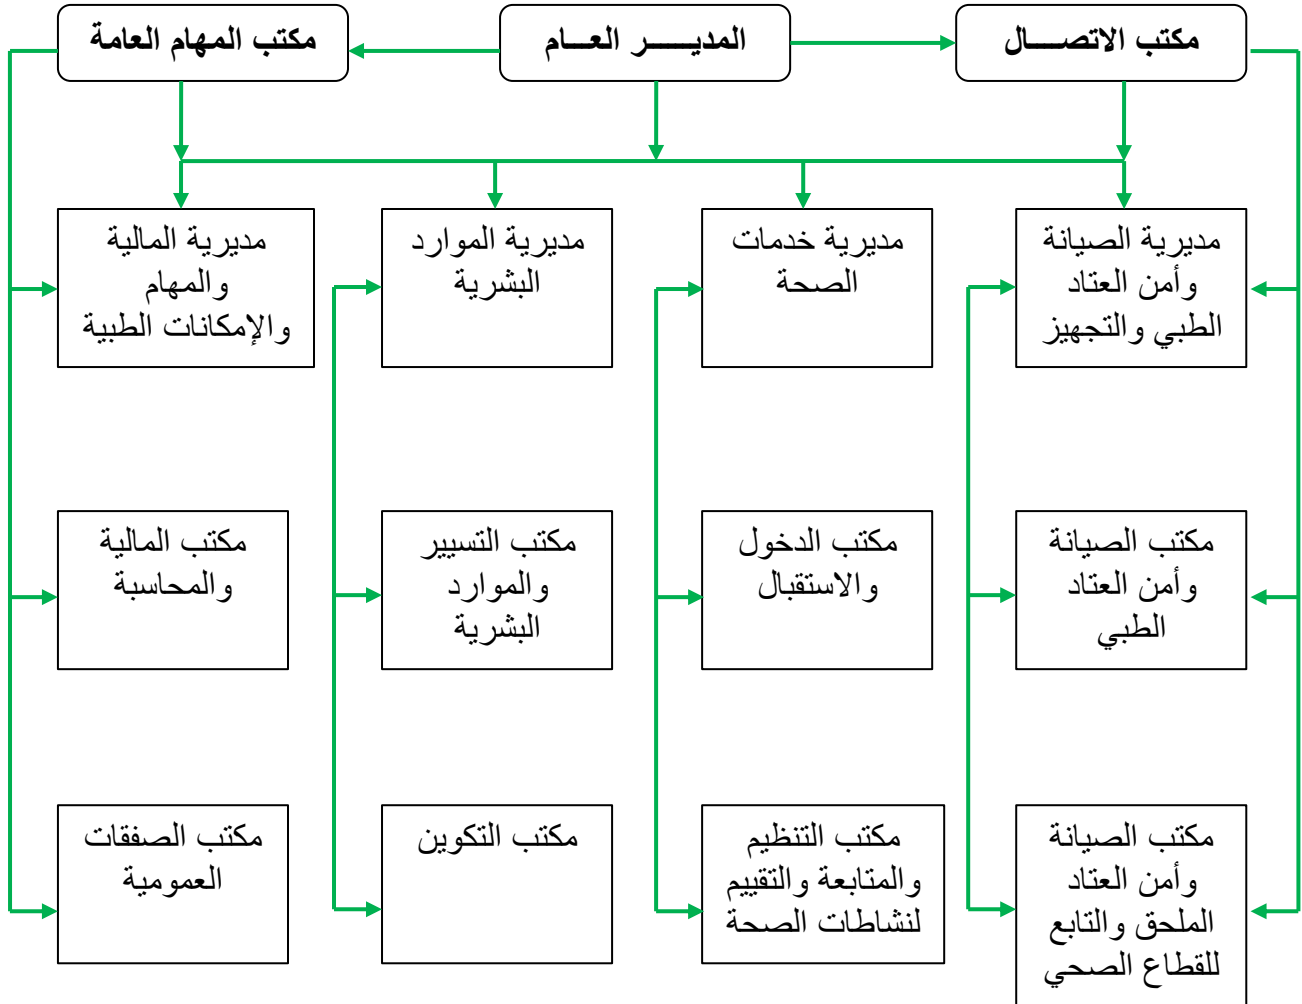 مكتب الاتصـــــال
المديـــــر العــام
مكتب المهام العامة
مديرية الصيانة
وأمن العتاد
الطبي والتجهيز
مديرية خدمات
الصحة
مديرية الموارد
البشرية
مديرية المالية
والمهام
والإمكانات الطبية
مكتب الصيانة
وأمن العتاد
الطبي
مكتب الدخول
والاستقبال
مكتب التسيير
والموارد
البشرية
مكتب المالية
والمحاسبة
مكتب الصيانة
وأمن العتاد
الملحق والتابع
للقطاع الصحي
مكتب التنظيم
والمتابعة والتقييم
لنشاطات الصحة
مكتب التكوين
مكتب الصفقات
العمومية